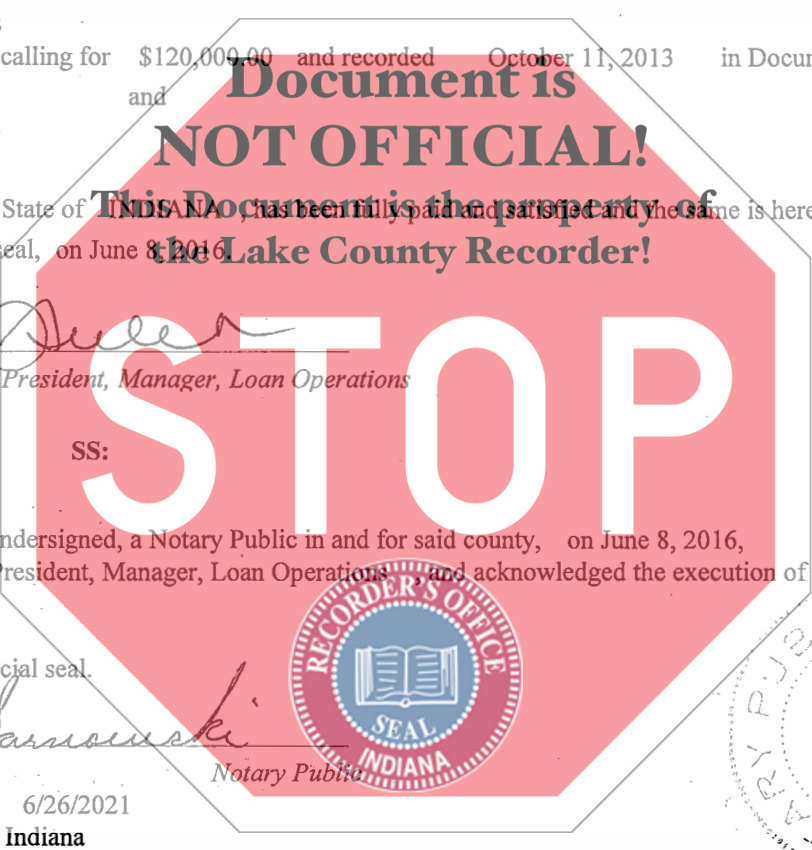 calling for $120,000.00 and recorded October 11, 2013 in Docu
Document is
and
NOT OFFICIAL!
State of INDIANA , has been fully paid and satisfied and the same is here
This Document is the property of
seal, on June 8, 2016.
the Lake County Recorder!
STOP
President, Manager, Loan Operations
SS:
ndersigned, a Notary Public in and for said county, on June 8, 2016,
President, Manager, Loan Operations , and acknowledged the execution of
RECORDER'S OFFICE
SEAL
INDIANA
cial seal.
Notary Public
6/26/2021
Indiana
ARY PUB